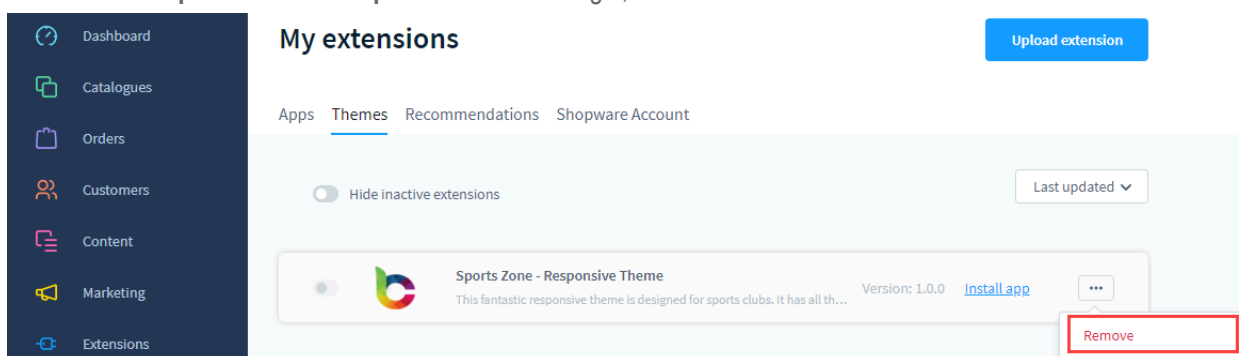 Dashboard
My extensions
Upload extension
Catalogues
Apps Themes Recommendations Shopware Account
Orders
Customers
Hide inactive extensions
Last updated
Content
Sports Zone - Responsive Theme
This fantastic responsive theme is designed for sports clubs. It has all th...
Version: 1.0.0 Install app
Marketing
Remove
Extensions